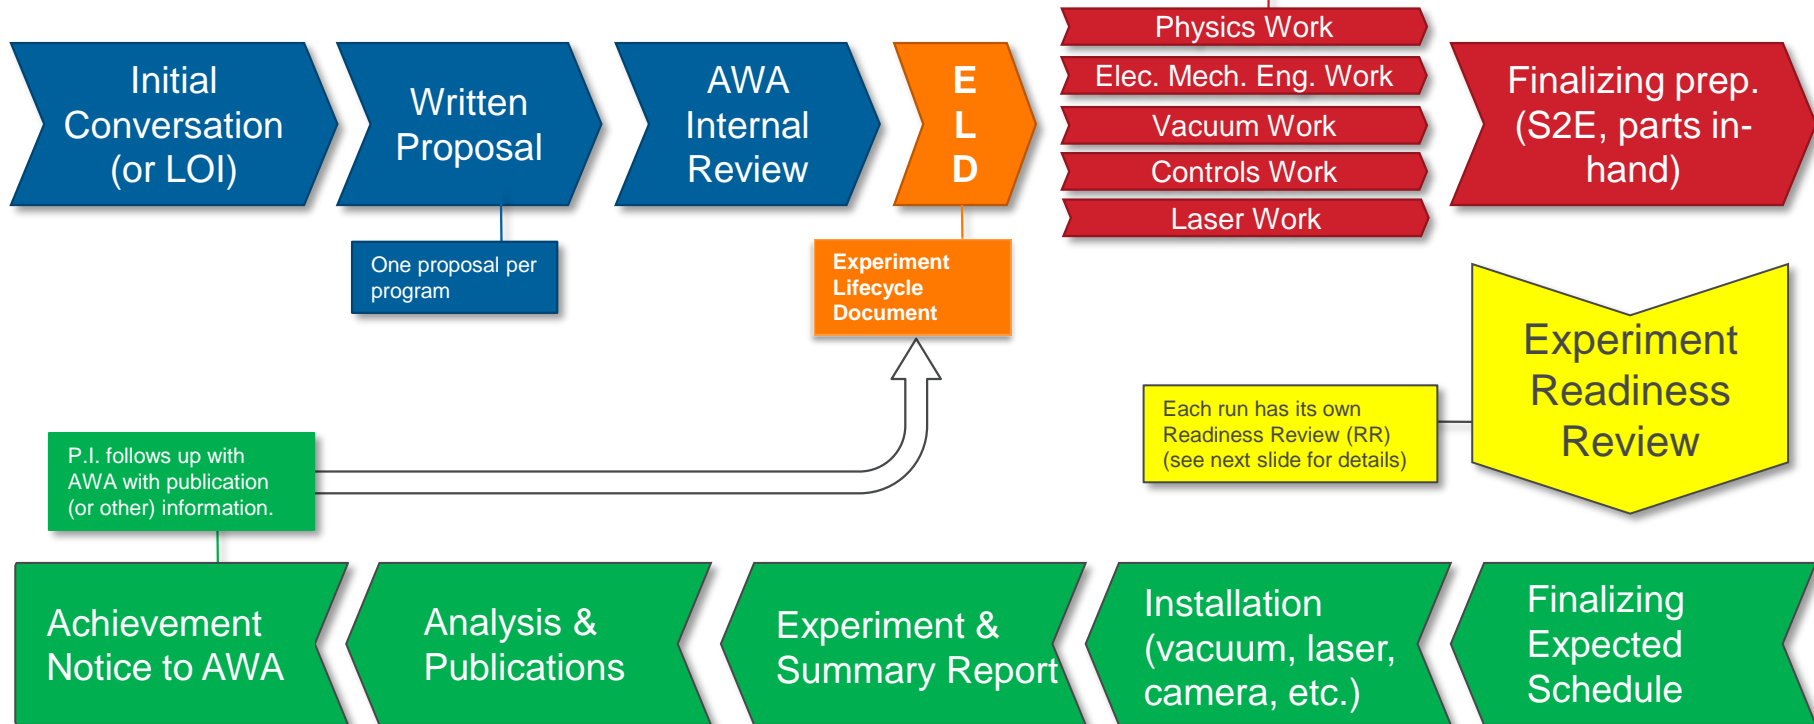 Initial
Conversation
(or LOI)
Written
Proposal
One proposal per
program
AWA
Internal
Review
E
L
D
Experiment
Lifecycle
Document
Physics Work
Elec. Mech. Eng. Work
Vacuum Work
Controls Work
Laser Work
Finalizing prep.
(S2E, parts in-
hand)
Experiment
Readiness
Review
Each run has its own
Readiness Review (RR)
(see next slide for details)
Finalizing
Expected
Schedule
Installation
(vacuum, laser,
camera, etc.)
Experiment &
Summary Report
Analysis &
Publications
Achievement
Notice to AWA
P.I. follows up with
AWA with publication
(or other) information.